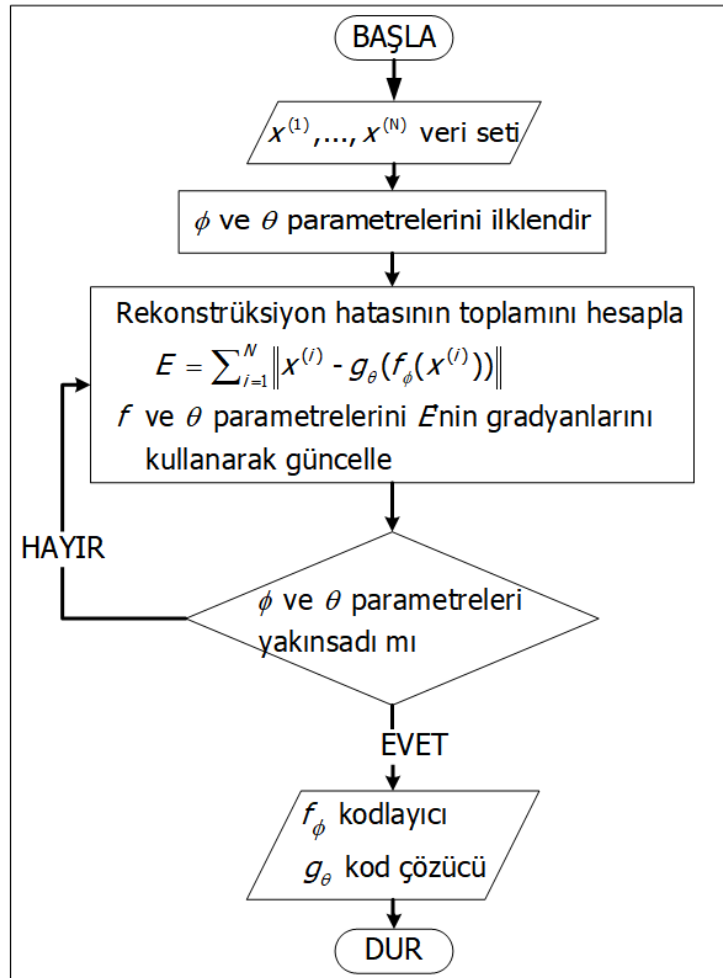 BAŞLA
x^(1),..., x^(N) veri seti
ϕ ve θ parametrelerini ilklendir
Rekonstrüksiyon hatasının toplamını hesapla
E = ∑_{i=1}^{N} ‖x^(i) - g_θ(f_ϕ(x^(i)))‖
f ve θ parametrelerini E'nin gradyanlarını
kullanarak güncelle
HAYIR
ϕ ve θ parametreleri
yakınsadı mı
EVET
f_ϕ kodlayıcı
g_θ kod çözücü
DUR